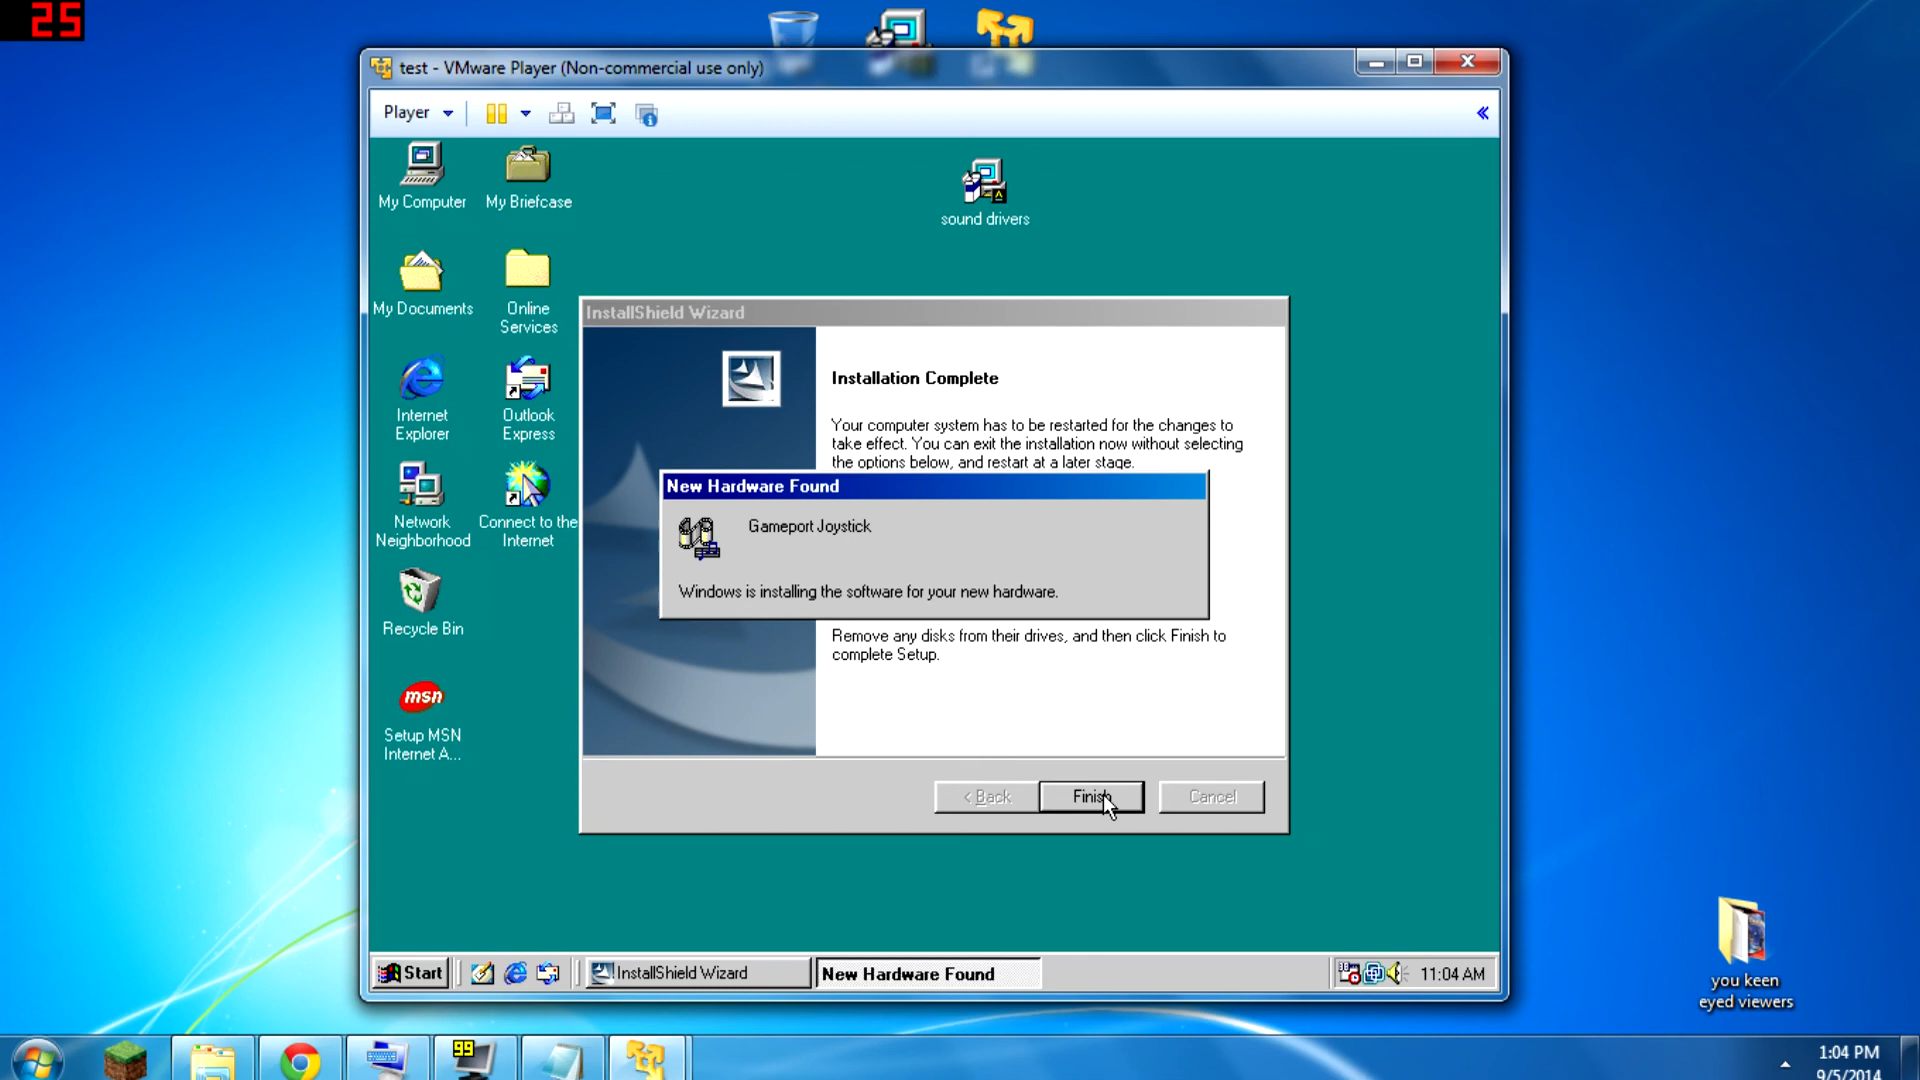 25
test - VMware Player (Non-commercial use only)
Player
My Computer
My Briefcase
sound drivers
My Documents
Online
Services
Internet
Explorer
Outlook
Express
Network
Neighborhood
Connect to the
Internet
Recycle Bin
msn
Setup MSN
Internet A...
InstallShield Wizard
Installation Complete
Your computer system has to be restarted for the changes to
take effect. You can exit the installation now without selecting
the options below, and restart at a later stage.
New Hardware Found
Gameport Joystick
Windows is installing the software for your new hardware.
Remove any disks from their drives, and then click Finish to
complete Setup.
< Back
Finish
Cancel
Start
InstallShield Wizard
New Hardware Found
11:04 AM
you keen
eyed viewers
99
1:04 PM
9/5/2014